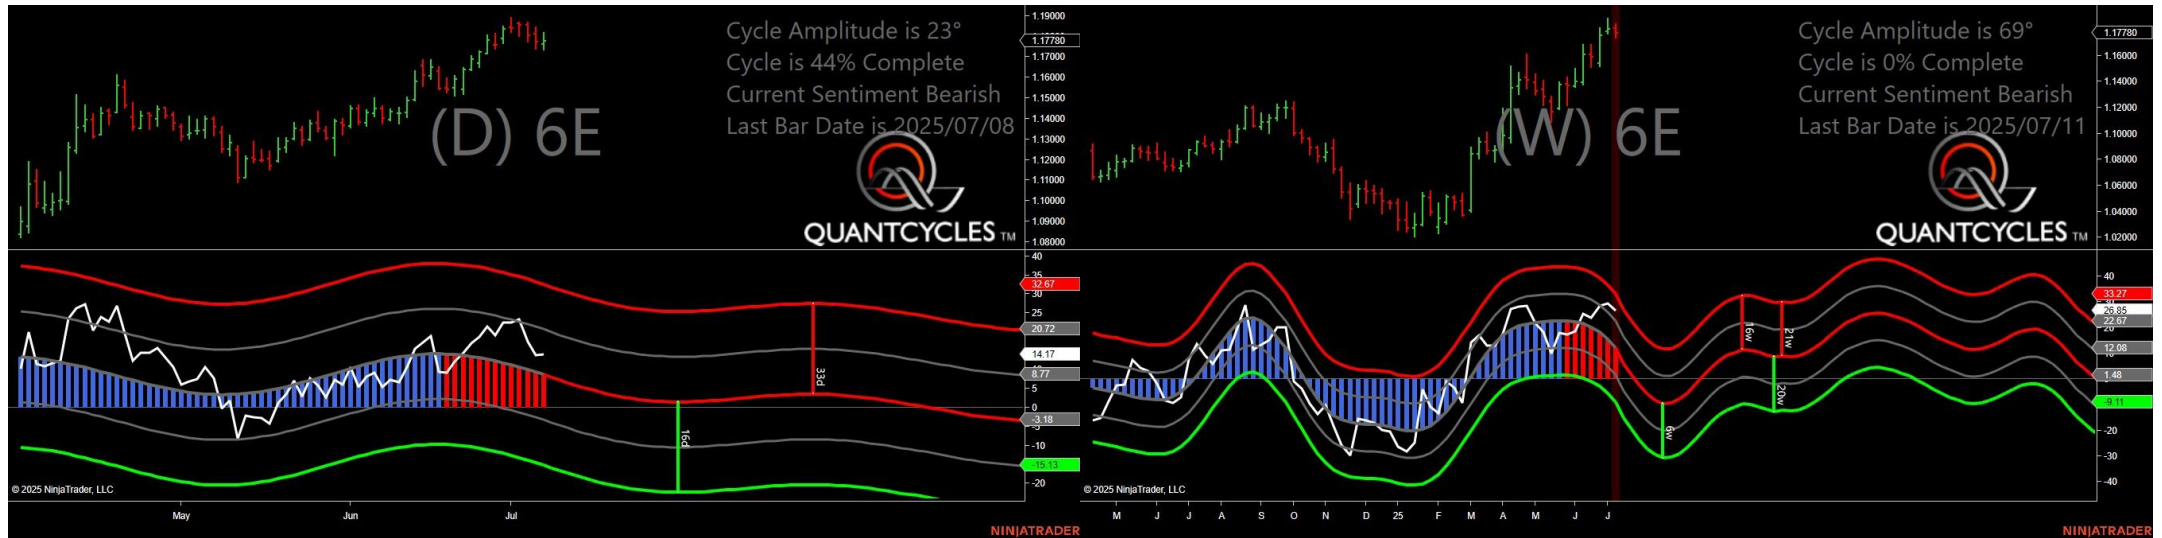 Cycle Amplitude is 23°
Cycle is 44% Complete
Current Sentiment Bearish
Last Bar Date is 2025/07/08
(D) 6E
QUANTCYCLES TM
1.19000
1.17780
1.17000
1.16000
1.15000
1.14000
1.13000
1.12000
1.11000
1.10000
1.09000
1.08000
40
35
32.67
30
25
20.72
14.17
8.77
5
0
-3.18
-5
-10
-15.13
-20
33d
16d
© 2025 NinjaTrader, LLC
May
Jun
Jul
NINJATRADER
Cycle Amplitude is 69°
Cycle is 0% Complete
Current Sentiment Bearish
Last Bar Date is 2025/07/11
(W) 6E
QUANTCYCLES TM
1.17780
1.16000
1.14000
1.12000
1.10000
1.08000
1.06000
1.04000
1.02000
40
33.27
26.85
22.67
20
12.08
1.48
-9.11
-20
-30
-40
16w
21w
20w
6w
© 2025 NinjaTrader, LLC
M J J A S O N D 25 F M A M J J
NINJATRADER